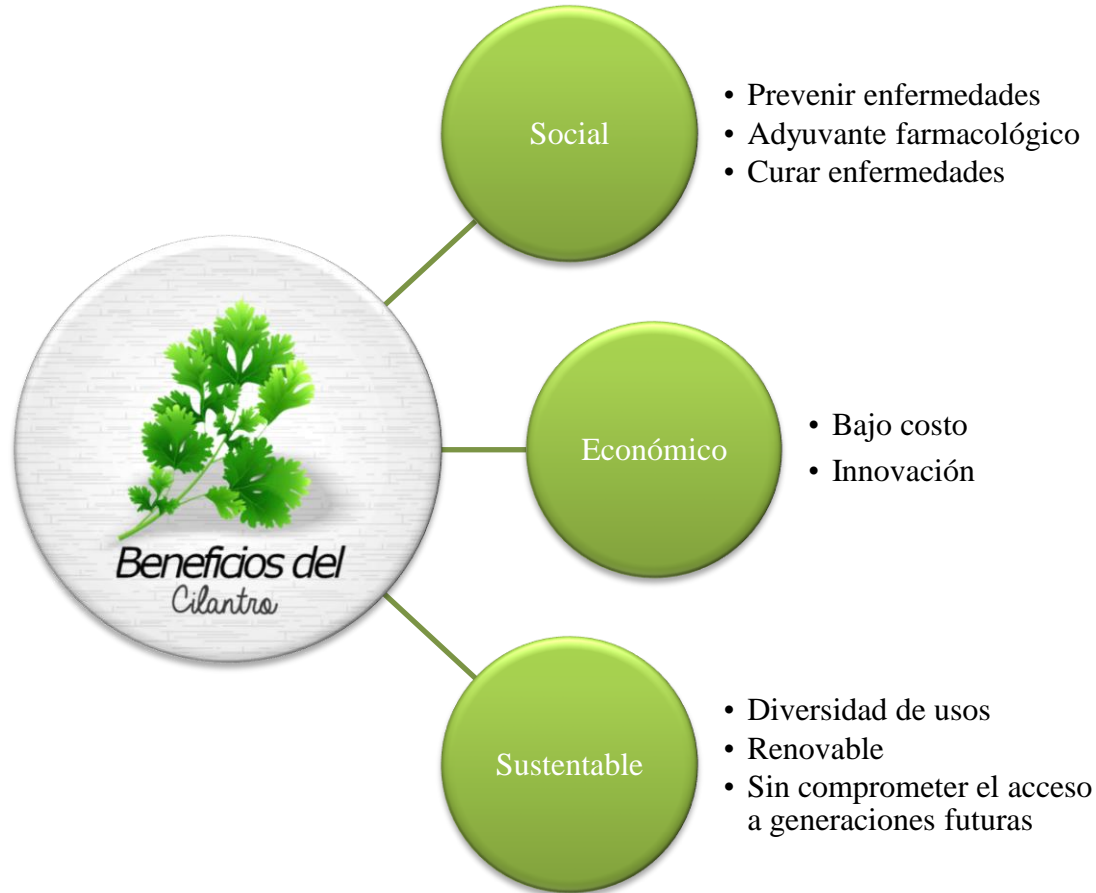 Social
• Prevenir enfermedades
• Adyuvante farmacológico
• Curar enfermedades
Beneficios del
Cilantro
Económico
• Bajo costo
• Innovación
Sustentable
• Diversidad de usos
• Renovable
• Sin comprometer el acceso
a generaciones futuras